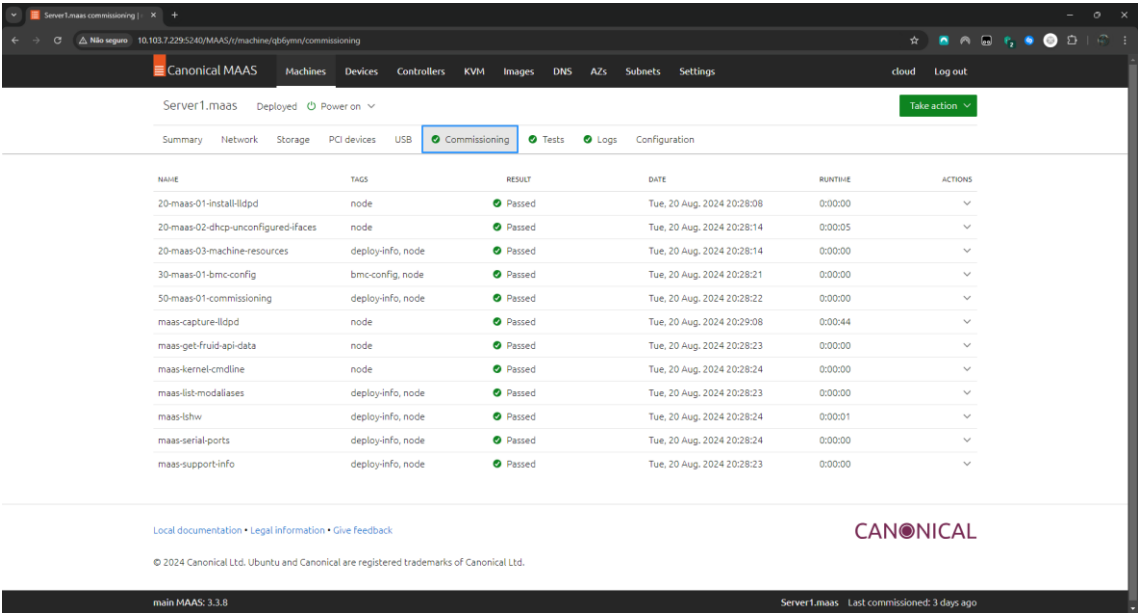 Server1.maas commissioning | ×
+
Não seguro 10.103.7.229:5240/MAAS/r/machine/qb6ymn/commissioning
Canonical MAAS Machines Devices Controllers KVM Images DNS AZs Subnets Settings cloud Log out
Server1.maas Deployed Power on Take action
Summary Network Storage PCI devices USB Commissioning Tests Logs Configuration
NAME TAGS RESULT DATE RUNTIME ACTIONS
20-maas-01-install-lldpd node Passed Tue, 20 Aug. 2024 20:28:08 0:00:00
20-maas-02-dhcp-unconfigured-ifaces node Passed Tue, 20 Aug. 2024 20:28:14 0:00:05
20-maas-03-machine-resources deploy-info, node Passed Tue, 20 Aug. 2024 20:28:14 0:00:00
30-maas-01-bmc-config bmc-config, node Passed Tue, 20 Aug. 2024 20:28:21 0:00:00
50-maas-01-commissioning deploy-info, node Passed Tue, 20 Aug. 2024 20:28:22 0:00:00
maas-capture-lldpd node Passed Tue, 20 Aug. 2024 20:29:08 0:00:44
maas-get-fruid-api-data node Passed Tue, 20 Aug. 2024 20:28:23 0:00:00
maas-kernel-cmdline node Passed Tue, 20 Aug. 2024 20:28:24 0:00:00
maas-list-modaliases deploy-info, node Passed Tue, 20 Aug. 2024 20:28:23 0:00:00
maas-lshw deploy-info, node Passed Tue, 20 Aug. 2024 20:28:24 0:00:01
maas-serial-ports deploy-info, node Passed Tue, 20 Aug. 2024 20:28:24 0:00:00
maas-support-info deploy-info, node Passed Tue, 20 Aug. 2024 20:28:23 0:00:00
Local documentation • Legal information • Give feedback
CANONICAL
© 2024 Canonical Ltd. Ubuntu and Canonical are registered trademarks of Canonical Ltd.
main MAAS: 3.3.8 Server1.maas Last commissioned: 3 days ago